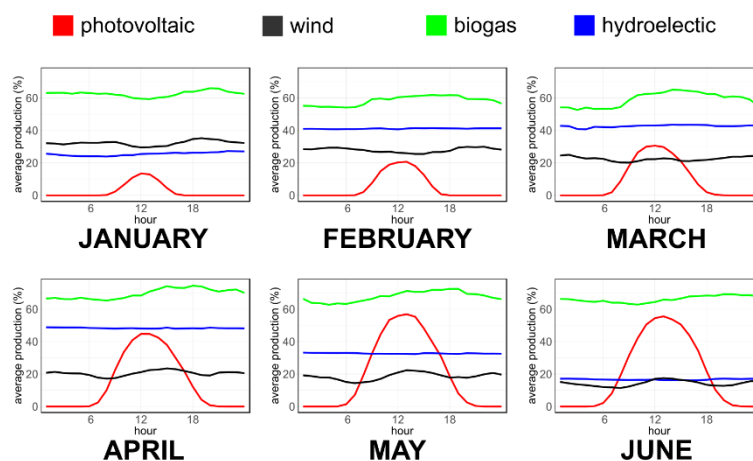 photovoltaic wind biogas hydroelectic
average production (%) average production (%) average production (%)
60 60 60
40 40 40
20 20 20
0 0 0
6 12 18 6 12 18 6 12 18
hour hour hour
JANUARY FEBRUARY MARCH
average production (%) average production (%) average production (%)
60 60 60
40 40 40
20 20 20
0 0 0
6 12 18 6 12 18 6 12 18
hour hour hour
APRIL MAY JUNE